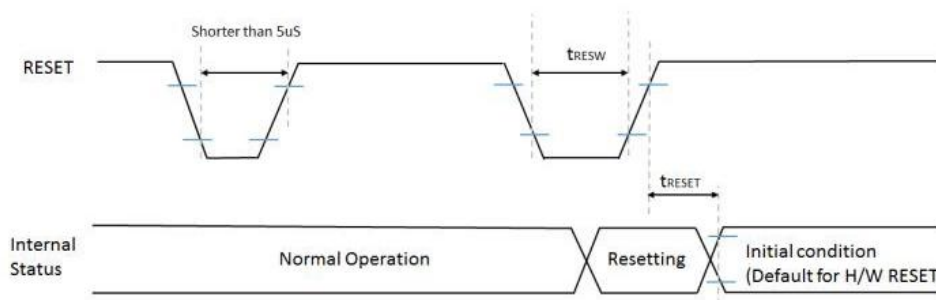 Shorter than 5uS
RESET
tRESW
tRESET
Internal
Status
Normal Operation
Resetting
Initial condition
(Default for H/W RESET